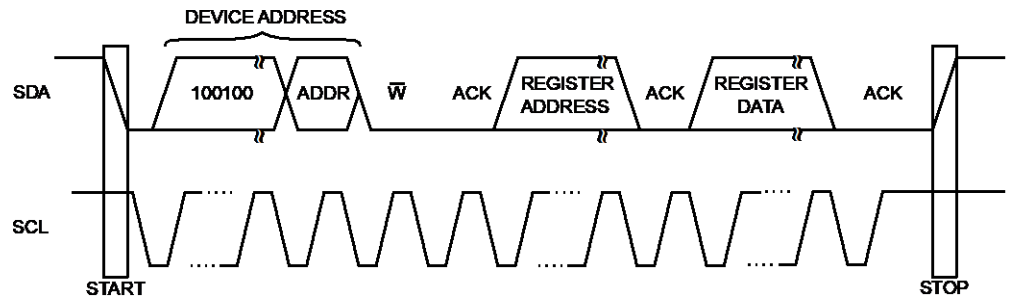 DEVICE ADDRESS
SDA
100100
ADDR
W̅
ACK
REGISTER
ADDRESS
ACK
REGISTER
DATA
ACK
SCL
START
STOP